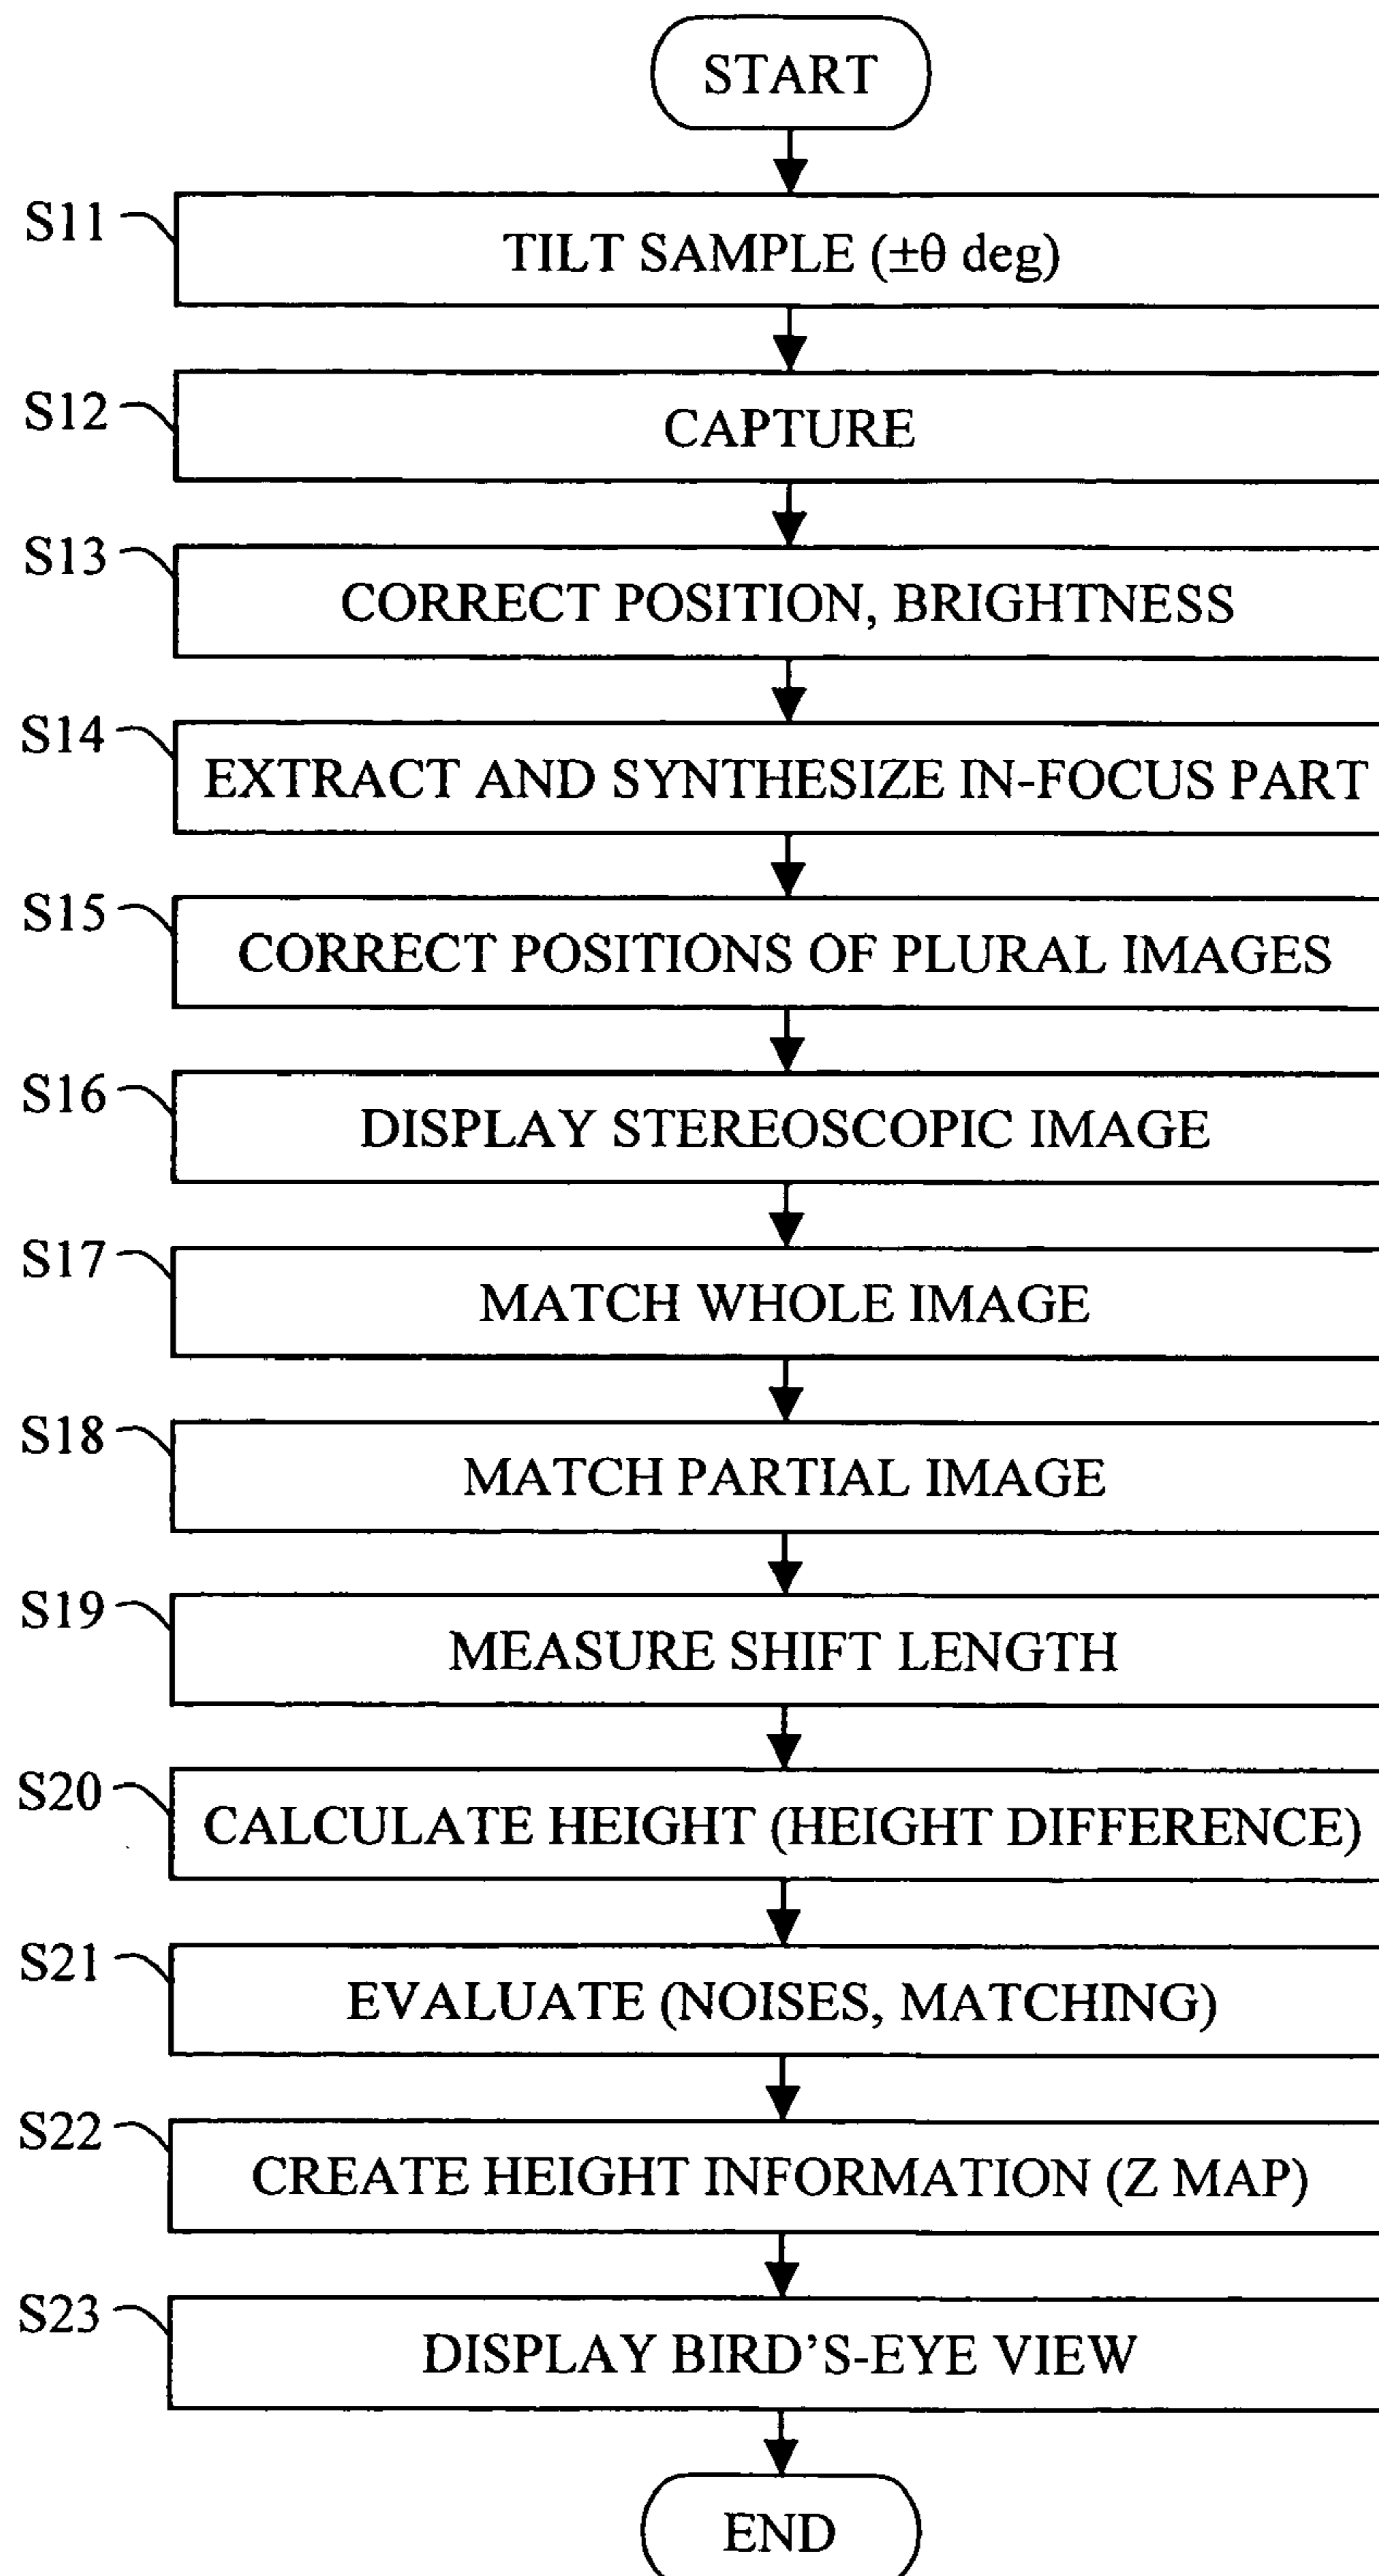 START
S11
TILT SAMPLE (±θ deg)
S12
CAPTURE
S13
CORRECT POSITION, BRIGHTNESS
S14
EXTRACT AND SYNTHESIZE IN-FOCUS PART
S15
CORRECT POSITIONS OF PLURAL IMAGES
S16
DISPLAY STEREOSCOPIC IMAGE
S17
MATCH WHOLE IMAGE
S18
MATCH PARTIAL IMAGE
S19
MEASURE SHIFT LENGTH
S20
CALCULATE HEIGHT (HEIGHT DIFFERENCE)
S21
EVALUATE (NOISES, MATCHING)
S22
CREATE HEIGHT INFORMATION (Z MAP)
S23
DISPLAY BIRD’S-EYE VIEW
END